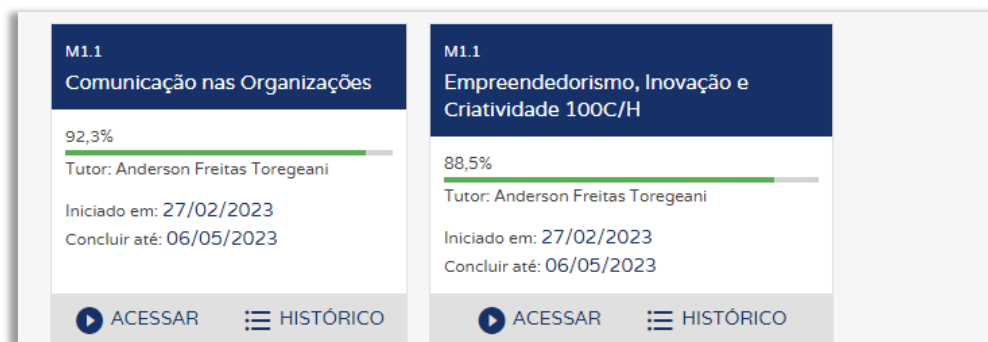 M1.1
Comunicação nas Organizações
92,3%
Tutor: Anderson Freitas Toregeani
Iniciado em: 27/02/2023
Concluir até: 06/05/2023
ACESSAR
HISTÓRICO
M1.1
Empreendedorismo, Inovação e
Criatividade 100C/H
88,5%
Tutor: Anderson Freitas Toregeani
Iniciado em: 27/02/2023
Concluir até: 06/05/2023
ACESSAR
HISTÓRICO